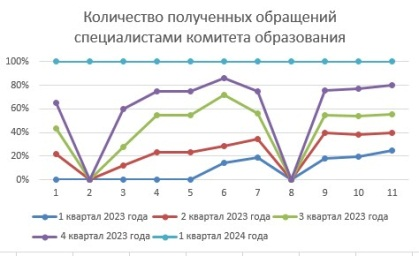 Количество полученных обращений
специалистами комитета образования
100%
80%
60%
40%
20%
0%
1 2 3 4 5 6 7 8 9 10 11
1 квартал 2023 года 2 квартал 2023 года 3 квартал 2023 года
4 квартал 2023 года 1 квартал 2024 года